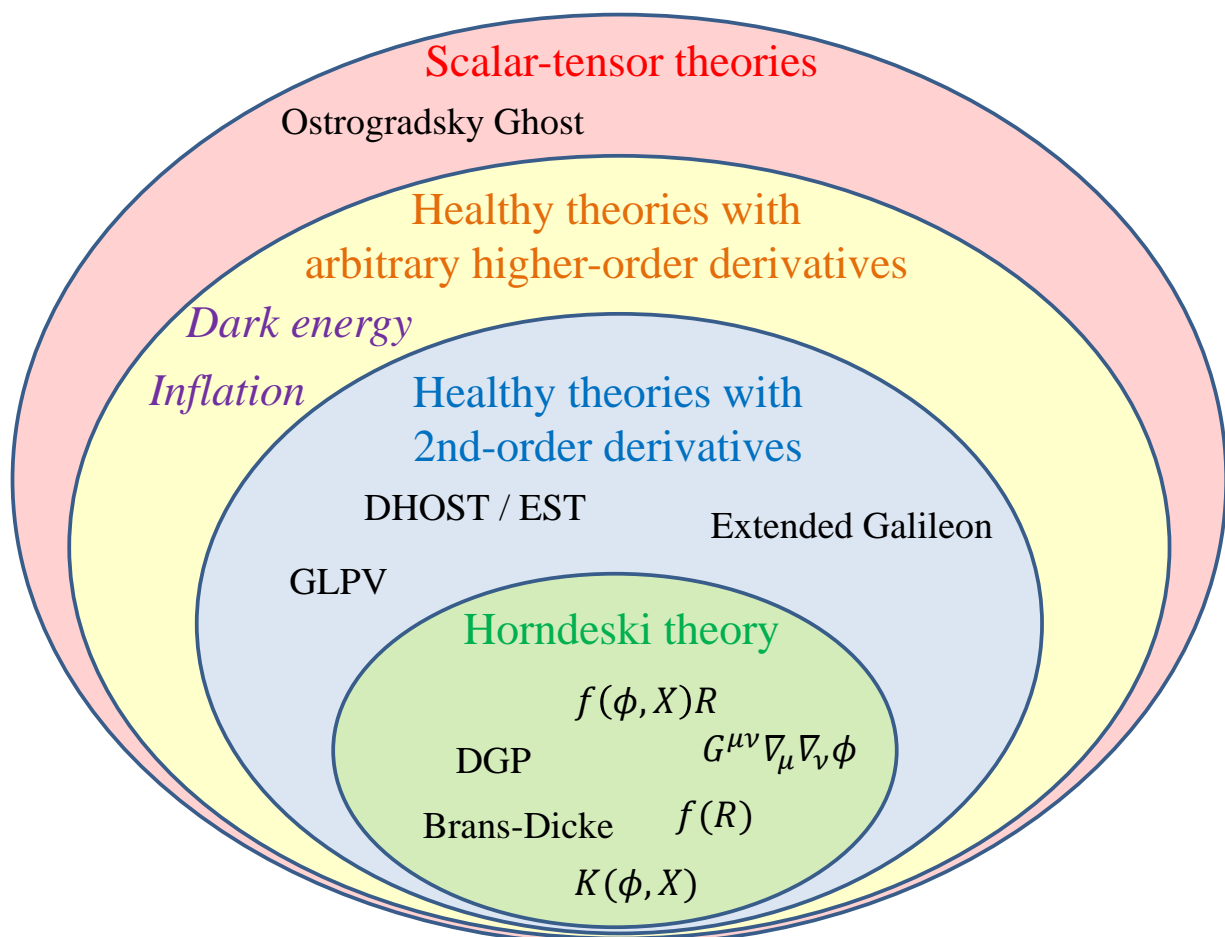 Scalar-tensor theories
Ostrogradsky Ghost
Healthy theories with
arbitrary higher-order derivatives
Dark energy
Inflation
Healthy theories with
2nd-order derivatives
DHOST / EST
Extended Galileon
GLPV
Horndeski theory
f(ϕ, X)R
DGP
G^{μν}∇_μ∇_νϕ
Brans-Dicke
f(R)
K(ϕ, X)